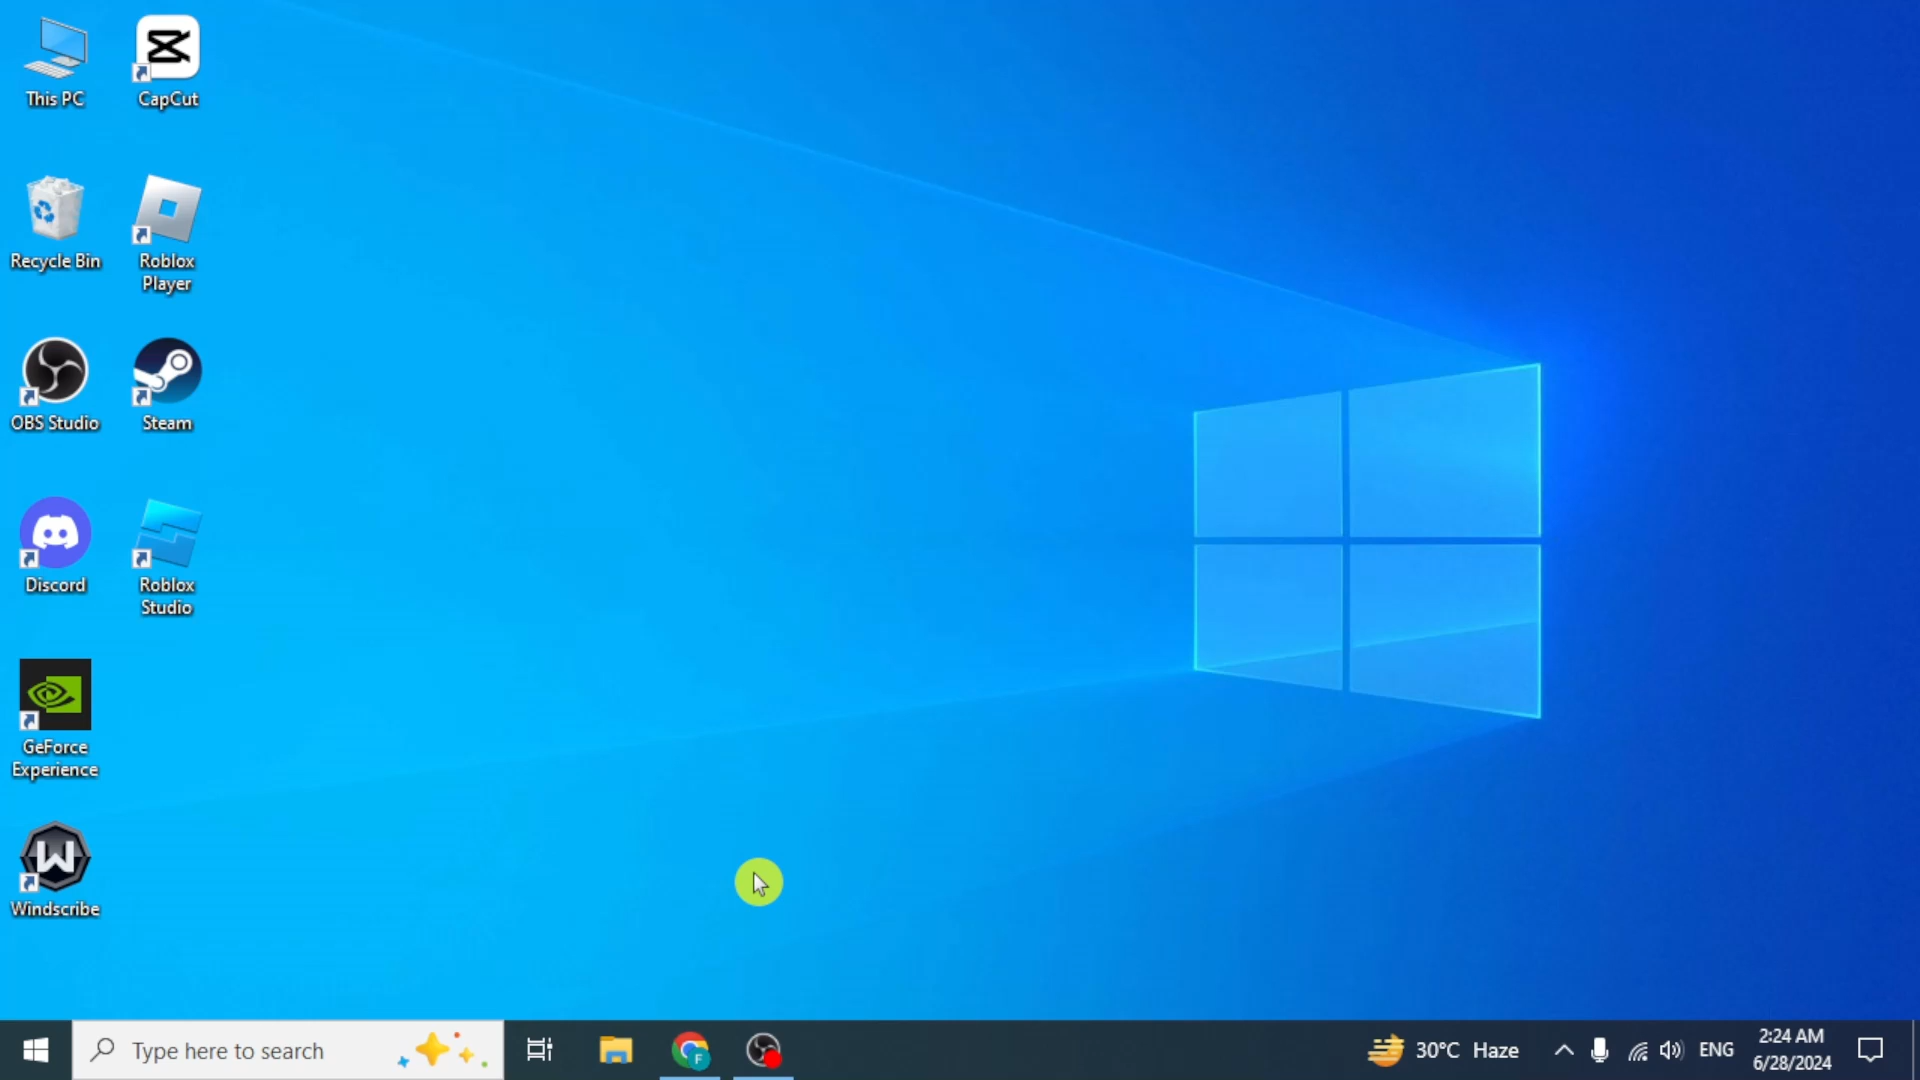 This PC
CapCut
Recycle Bin
Roblox
Player
OBS Studio
Steam
Discord
Roblox
Studio
GeForce
Experience
Windscribe
Type here to search
F
30°C Haze
ENG
2:24 AM
6/28/2024